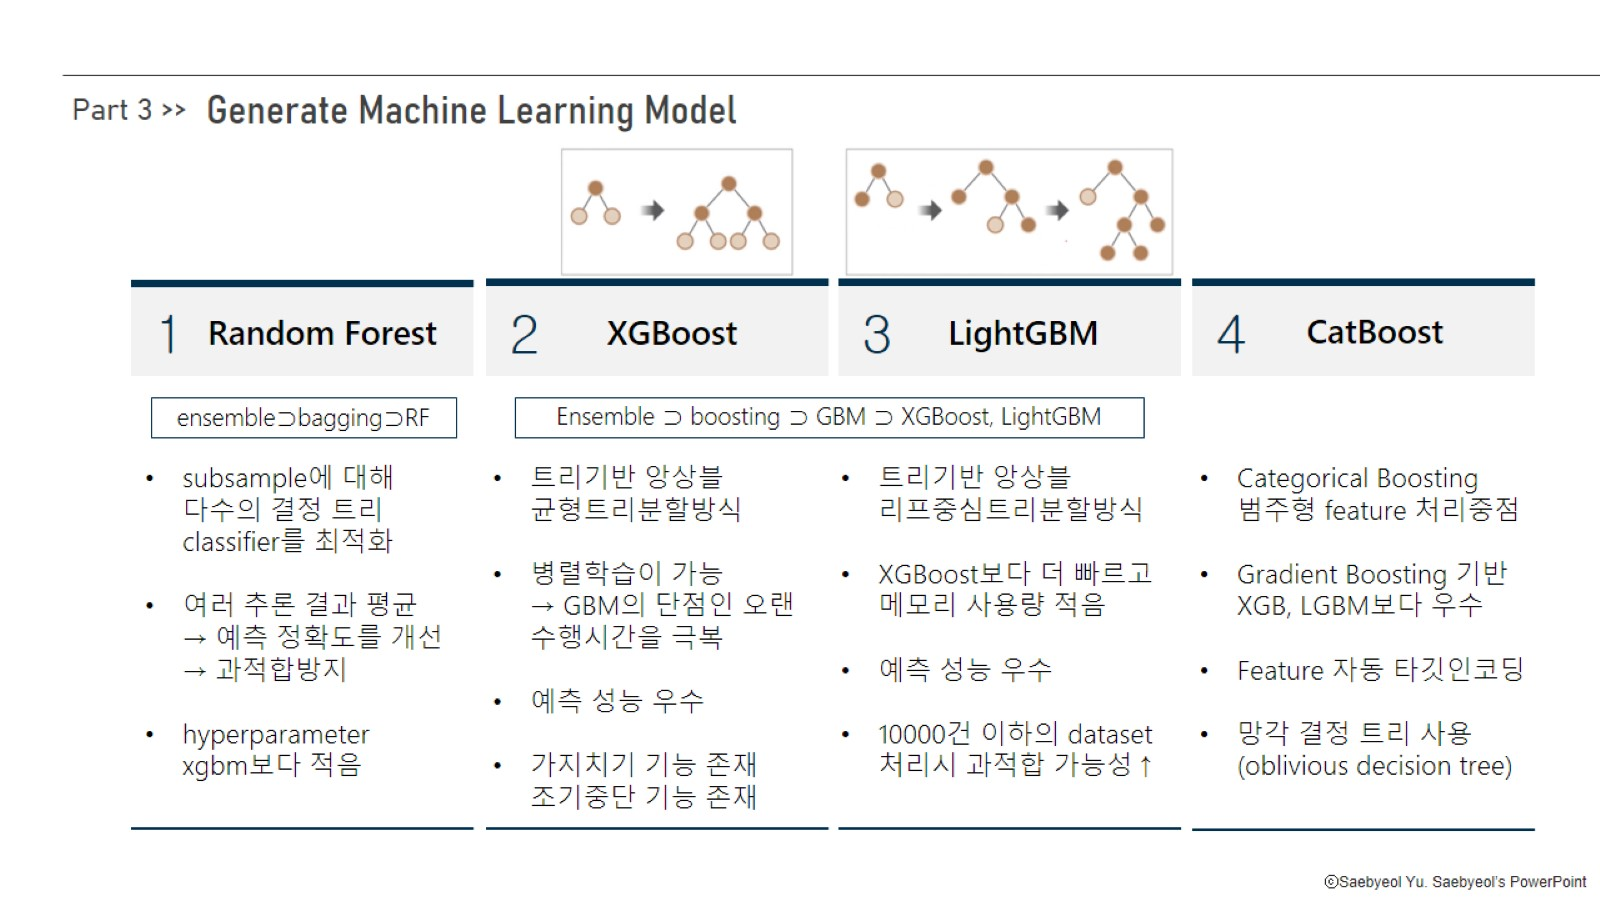 Part 3 >> Generate Machine Learning Model
1 Random Forest
ensemble⊃bagging⊃RF
• subsample에 대해
다수의 결정 트리
classifier를 최적화
• 여러 추론 결과 평균
→ 예측 정확도를 개선
→ 과적합방지
• hyperparameter
xgbm보다 적음
2 XGBoost
Ensemble ⊃ boosting ⊃ GBM ⊃ XGBoost, LightGBM
• 트리기반 앙상블
균형트리분할방식
• 병렬학습이 가능
→ GBM의 단점인 오랜
수행시간을 극복
• 예측 성능 우수
• 가지치기 기능 존재
조기중단 기능 존재
3 LightGBM
• 트리기반 앙상블
리프중심트리분할방식
• XGBoost보다 더 빠르고
메모리 사용량 적음
• 예측 성능 우수
• 10000건 이하의 dataset
처리시 과적합 가능성↑
4 CatBoost
• Categorical Boosting
범주형 feature 처리중점
• Gradient Boosting 기반
XGB, LGBM보다 우수
• Feature 자동 타깃인코딩
• 망각 결정 트리 사용
(oblivious decision tree)
ⓒSaebyeol Yu. Saebyeol's PowerPoint